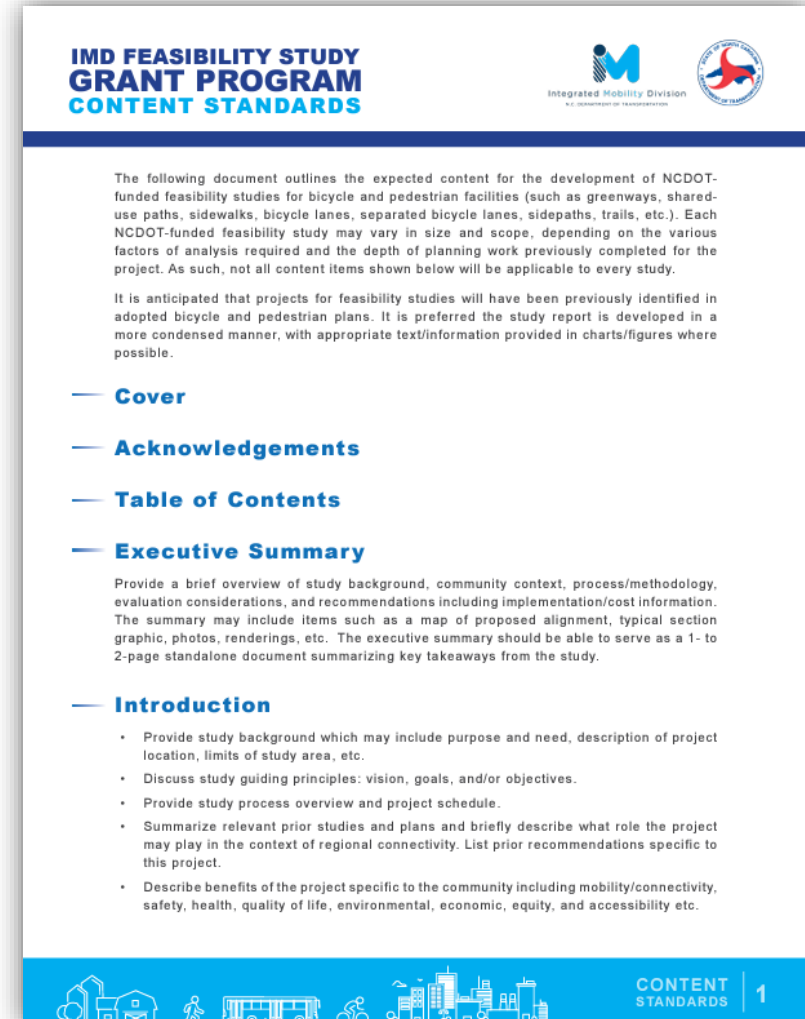 IMD FEASIBILITY STUDY
GRANT PROGRAM
CONTENT STANDARDS
Integrated Mobility Division
N.C. DEPARTMENT OF TRANSPORTATION
STATE OF NORTH CAROLINA
DEPARTMENT OF TRANSPORTATION
The following document outlines the expected content for the development of NCDOT-
funded feasibility studies for bicycle and pedestrian facilities (such as greenways, shared-
use paths, sidewalks, bicycle lanes, separated bicycle lanes, sidepaths, trails, etc.). Each
NCDOT-funded feasibility study may vary in size and scope, depending on the various
factors of analysis required and the depth of planning work previously completed for the
project. As such, not all content items shown below will be applicable to every study.
It is anticipated that projects for feasibility studies will have been previously identified in
adopted bicycle and pedestrian plans. It is preferred the study report is developed in a
more condensed manner, with appropriate text/information provided in charts/figures where
possible.
Cover
Acknowledgements
Table of Contents
Executive Summary
Provide a brief overview of study background, community context, process/methodology,
evaluation considerations, and recommendations including implementation/cost information.
The summary may include items such as a map of proposed alignment, typical section
graphic, photos, renderings, etc. The executive summary should be able to serve as a 1- to
2-page standalone document summarizing key takeaways from the study.
Introduction
• Provide study background which may include purpose and need, description of project
location, limits of study area, etc.
• Discuss study guiding principles: vision, goals, and/or objectives.
• Provide study process overview and project schedule.
• Summarize relevant prior studies and plans and briefly describe what role the project
may play in the context of regional connectivity. List prior recommendations specific to
this project.
• Describe benefits of the project specific to the community including mobility/connectivity,
safety, health, quality of life, environmental, economic, equity, and accessibility etc.
CONTENT
STANDARDS
1